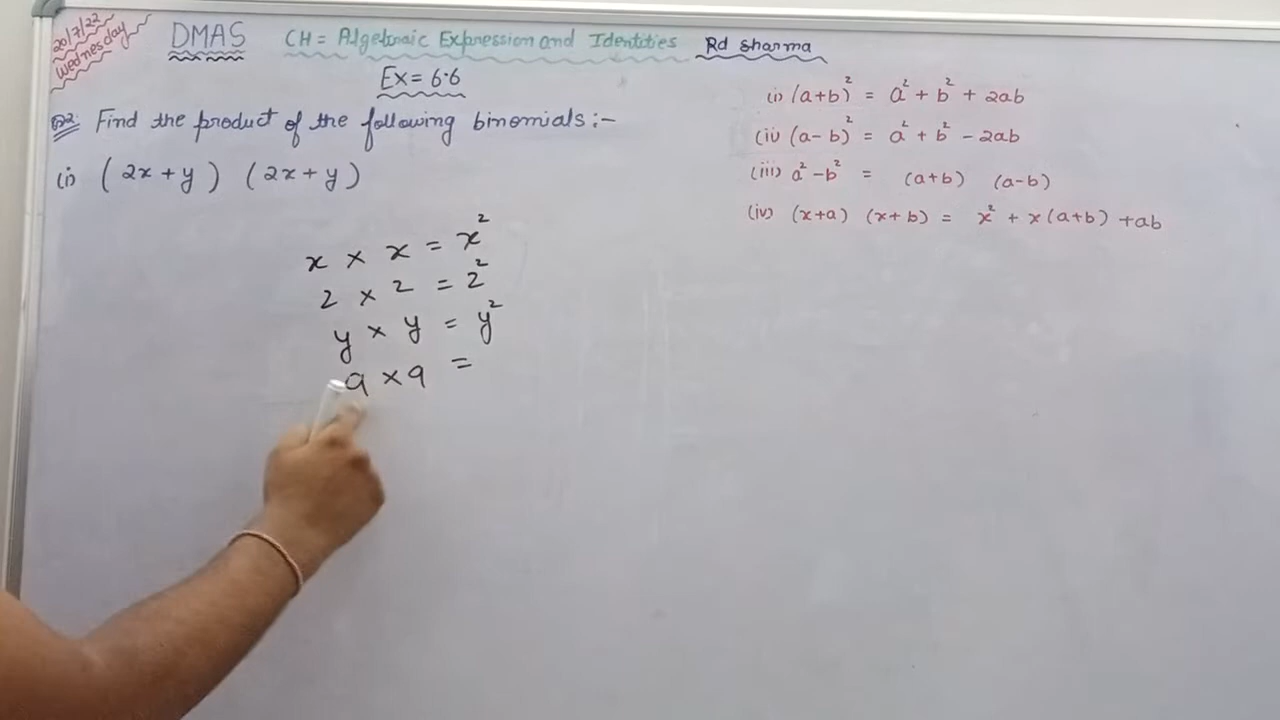 20/7/22
Wednesday
DMAS CH = Algebraic Expression and Identities Rd Sharma
Ex = 6.6
Q2. Find the product of the following binomials :-
(i) (2x + y) (2x + y)
x × x = x²
2 × 2 = 2²
y × y = y²
9 × 9 =
(i) (a+b)² = a² + b² + 2ab
(ii) (a-b)² = a² + b² - 2ab
(iii) a² - b² = (a+b) (a-b)
(iv) (x+a) (x+b) = x² + x(a+b) + ab